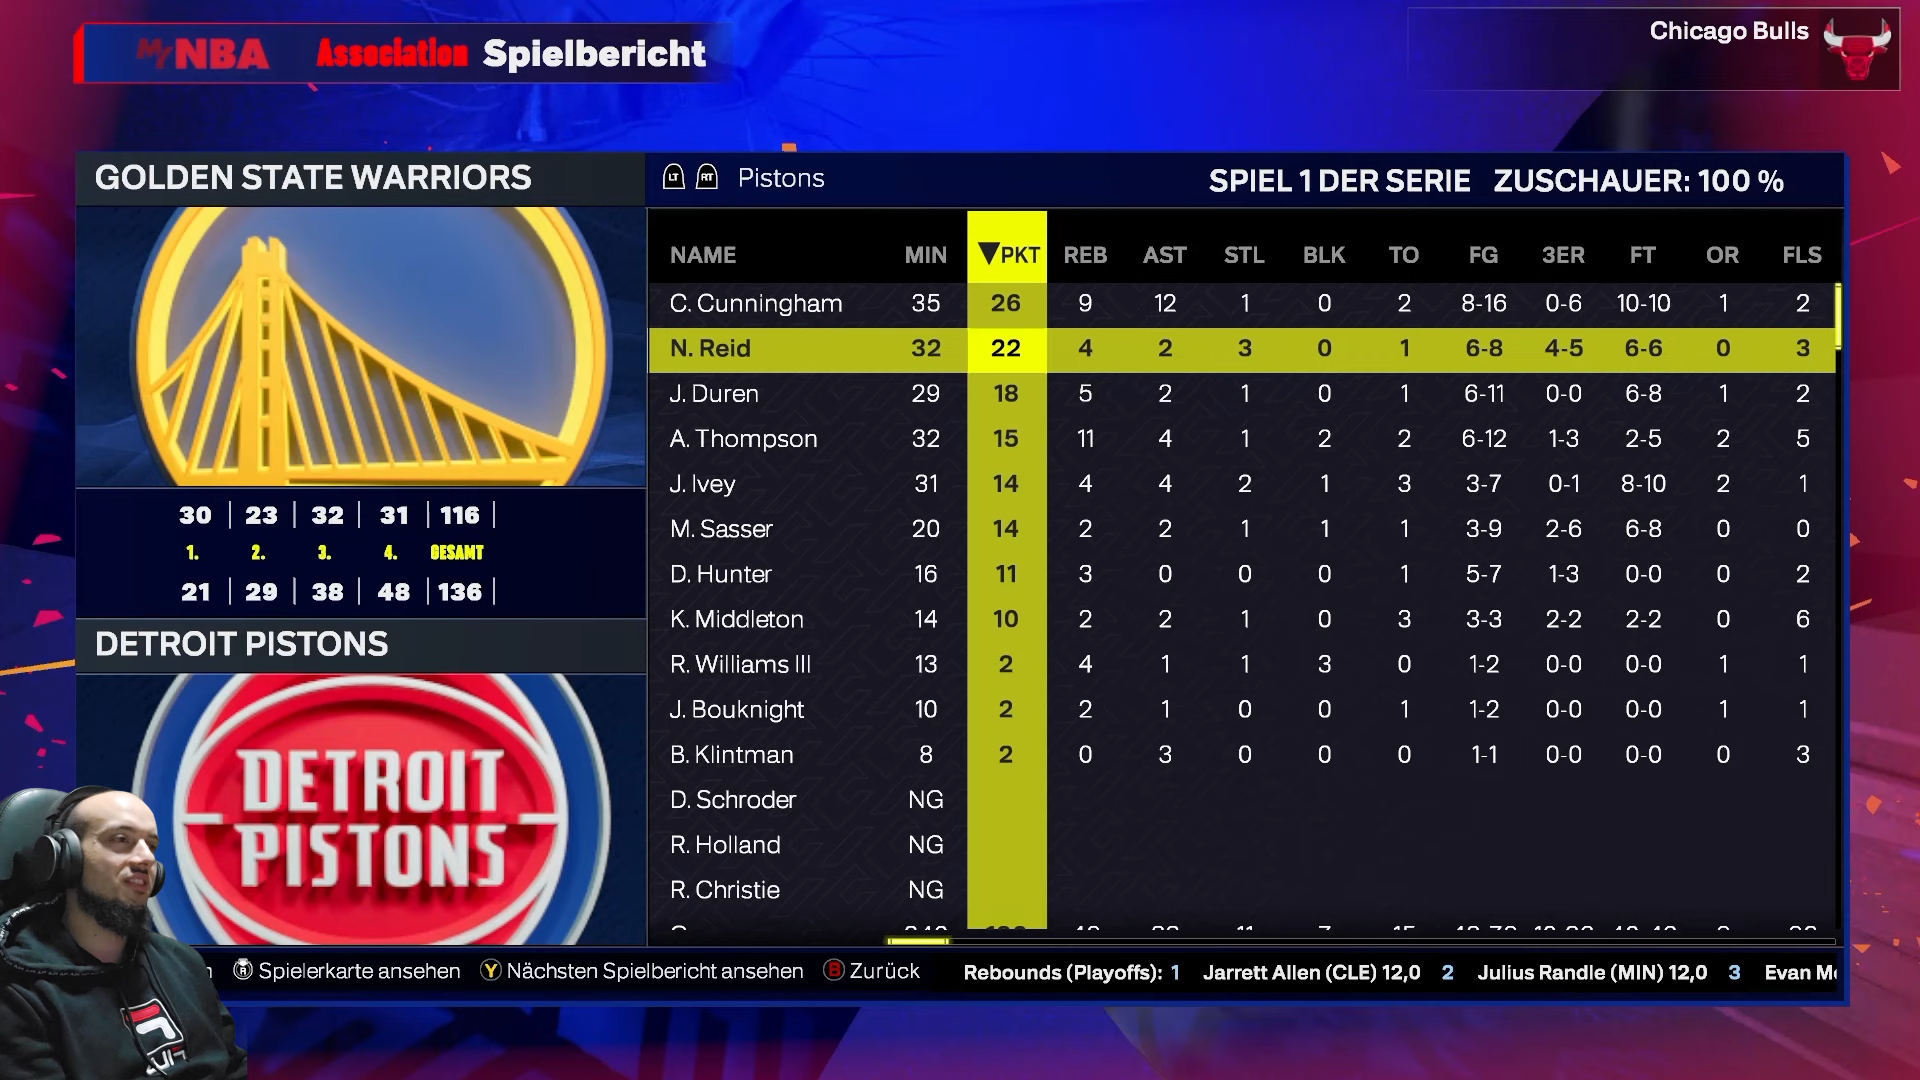 MyNBA Association Spielbericht
Chicago Bulls
GOLDEN STATE WARRIORS
30 | 23 | 32 | 31 | 116 |
1. 2. 3. 4. GESAMT
21 | 29 | 38 | 48 | 136 |
DETROIT PISTONS
DETROIT
PISTONS
LT RT Pistons SPIEL 1 DER SERIE ZUSCHAUER: 100 %
NAME MIN ▼PKT REB AST STL BLK TO FG 3ER FT OR FLS
C. Cunningham 35 26 9 12 1 0 2 8-16 0-6 10-10 1 2
N. Reid 32 22 4 2 3 0 1 6-8 4-5 6-6 0 3
J. Duren 29 18 5 2 1 0 1 6-11 0-0 6-8 1 2
A. Thompson 32 15 11 4 1 2 2 6-12 1-3 2-5 2 5
J. Ivey 31 14 4 4 2 1 3 3-7 0-1 8-10 2 1
M. Sasser 20 14 2 2 1 1 1 3-9 2-6 6-8 0 0
D. Hunter 16 11 3 0 0 0 1 5-7 1-3 0-0 0 2
K. Middleton 14 10 2 2 1 0 3 3-3 2-2 2-2 0 6
R. Williams III 13 2 4 1 1 3 0 1-2 0-0 0-0 1 1
J. Bouknight 10 2 2 1 0 0 1 1-2 0-0 0-0 1 1
B. Klintman 8 2 0 3 0 0 0 1-1 0-0 0-0 0 3
D. Schroder NG
R. Holland NG
R. Christie NG
R Spielerkarte ansehen Y Nächsten Spielbericht ansehen B Zurück
Rebounds (Playoffs): 1 Jarrett Allen (CLE) 12,0 2 Julius Randle (MIN) 12,0 3 Evan